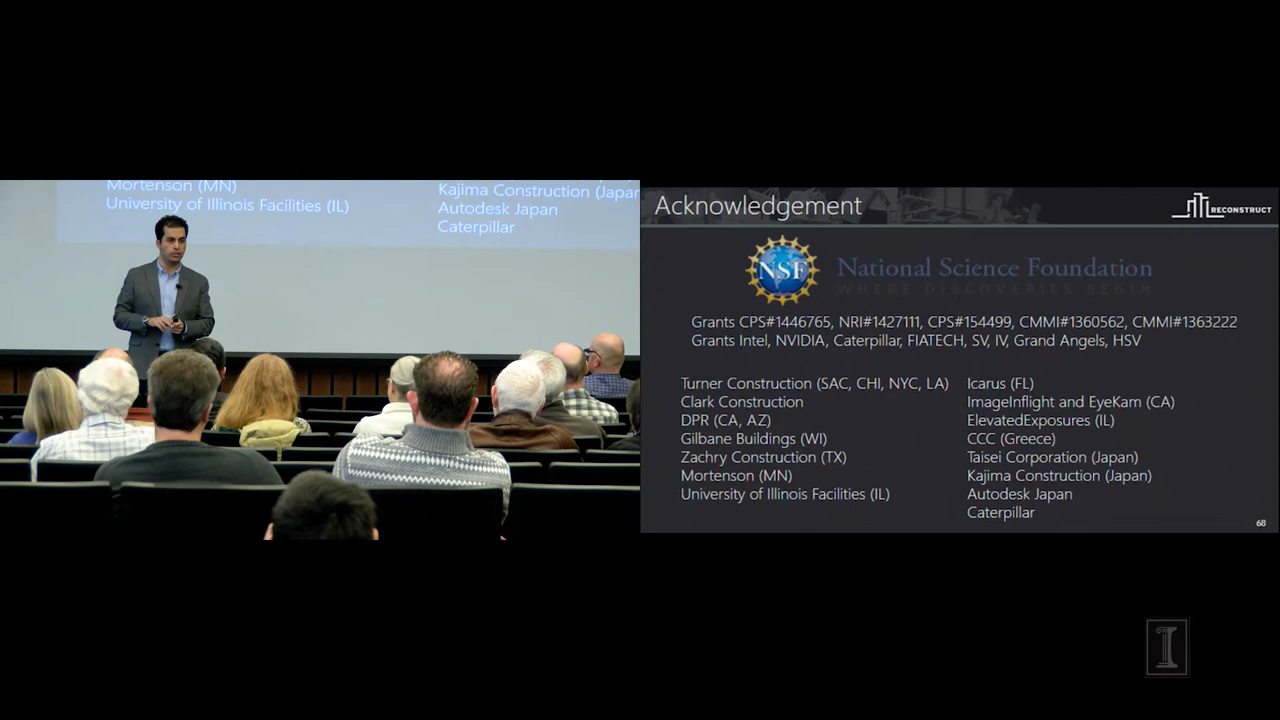 Mortenson (MN)
University of Illinois Facilities (IL)
Kajima Construction (Japan
Autodesk Japan
Caterpillar
Acknowledgement
RECONSTRUCT
NSF
National Science Foundation
WHERE DISCOVERIES BEGIN
Grants CPS#1446765, NRI#1427111, CPS#154499, CMMI#1360562, CMMI#1363222
Grants Intel, NVIDIA, Caterpillar, FIATECH, SV, IV, Grand Angels, HSV
Turner Construction (SAC, CHI, NYC, LA)
Clark Construction
DPR (CA, AZ)
Gilbane Buildings (WI)
Zachry Construction (TX)
Mortenson (MN)
University of Illinois Facilities (IL)
Icarus (FL)
ImageInflight and EyeKam (CA)
ElevatedExposures (IL)
CCC (Greece)
Taisei Corporation (Japan)
Kajima Construction (Japan)
Autodesk Japan
Caterpillar
68
I